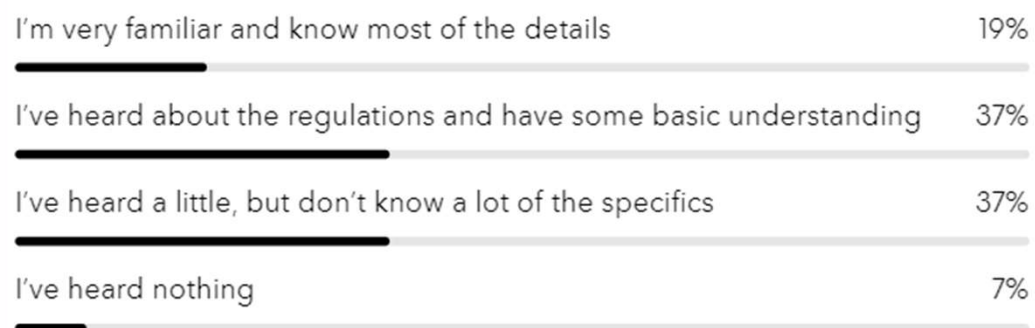 I’m very familiar and know most of the details 19%
I’ve heard about the regulations and have some basic understanding 37%
I’ve heard a little, but don’t know a lot of the specifics 37%
I’ve heard nothing 7%